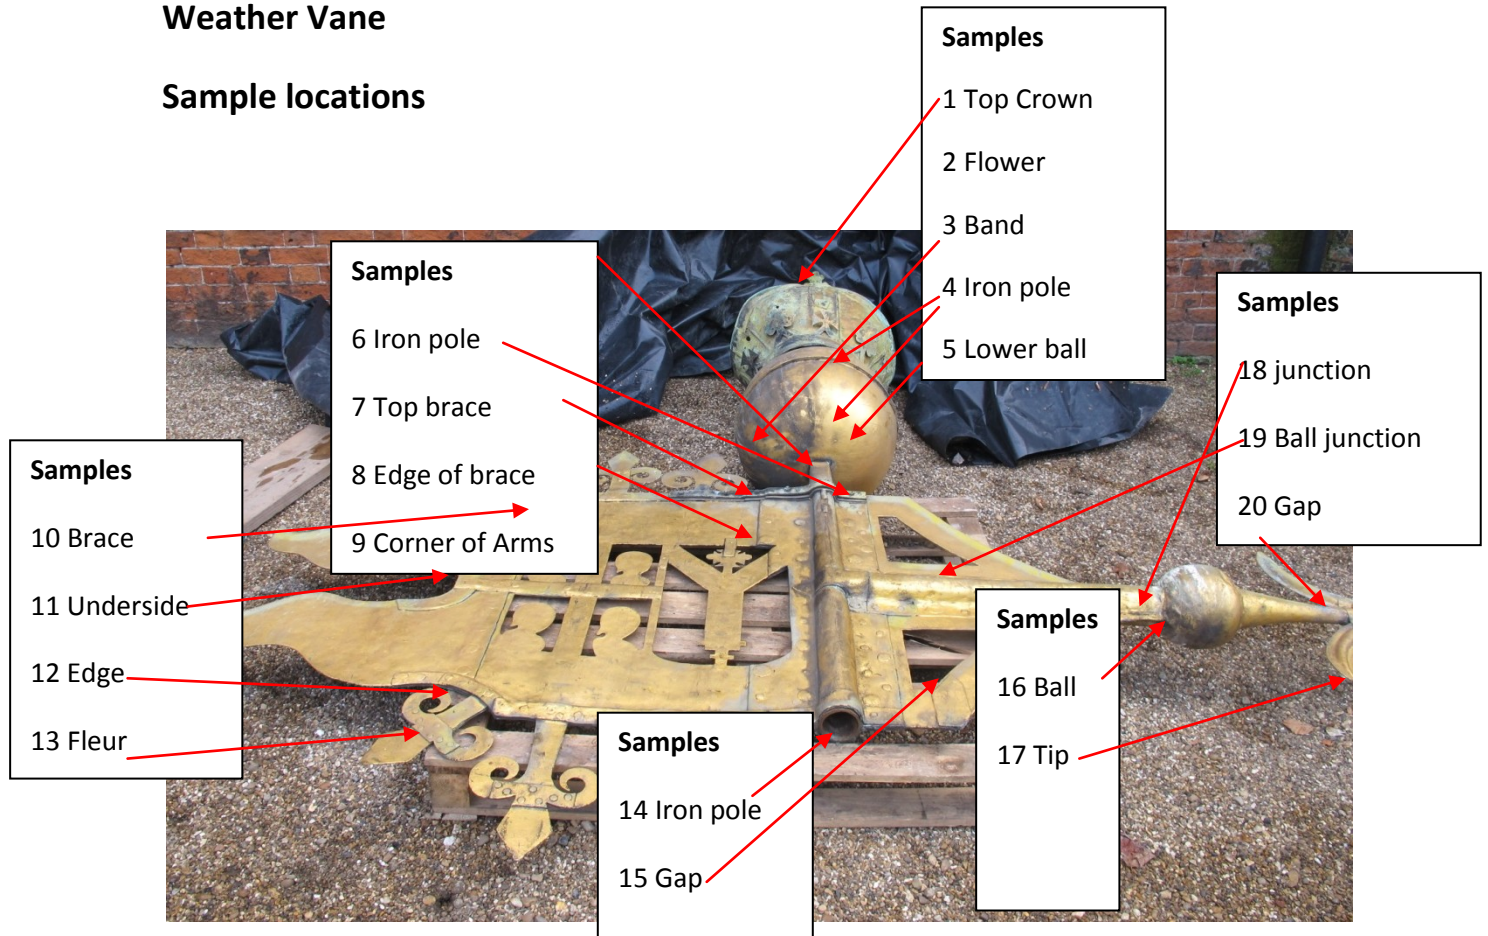 Weather Vane
Sample locations
Samples
1 Top Crown
2 Flower
3 Band
4 Iron pole
5 Lower ball
Samples
6 Iron pole
7 Top brace
8 Edge of brace
9 Corner of Arms
Samples
10 Brace
11 Underside
12 Edge
13 Fleur
Samples
14 Iron pole
15 Gap
Samples
16 Ball
17 Tip
Samples
18 junction
19 Ball junction
20 Gap